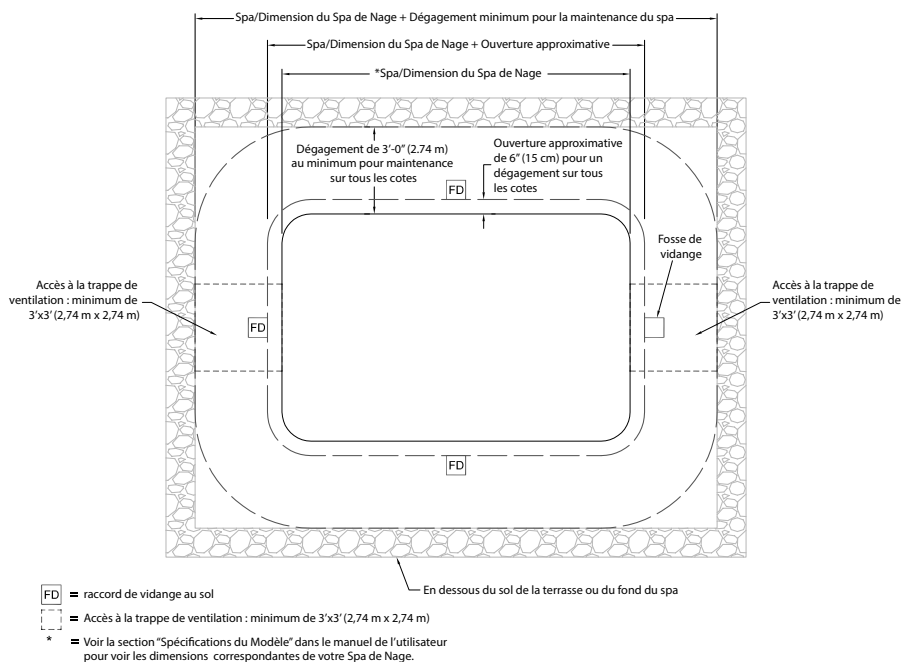 Spa/Dimension du Spa de Nage + Dégagement minimum pour la maintenance du spa
Spa/Dimension du Spa de Nage + Ouverture approximative
*Spa/Dimension du Spa de Nage
Dégagement de 3'-0" (2.74 m)
au minimum pour maintenance
sur tous les cotes
Ouverture approximative
de 6" (15 cm) pour un
dégagement sur tous
les cotes
FD
Fosse de
vidange
Accès à la trappe de
ventilation : minimum de
3'x3' (2,74 m x 2,74 m)
FD
Accès à la trappe de
ventilation : minimum de
3'x3' (2,74 m x 2,74 m)
FD
En dessous du sol de la terrasse ou du fond du spa
FD = raccord de vidange au sol
= Accès à la trappe de ventilation : minimum de 3'x3' (2,74 m x 2,74 m)
* = Voir la section "Spécifications du Modèle" dans le manuel de l'utilisateur
pour voir les dimensions correspondantes de votre Spa de Nage.